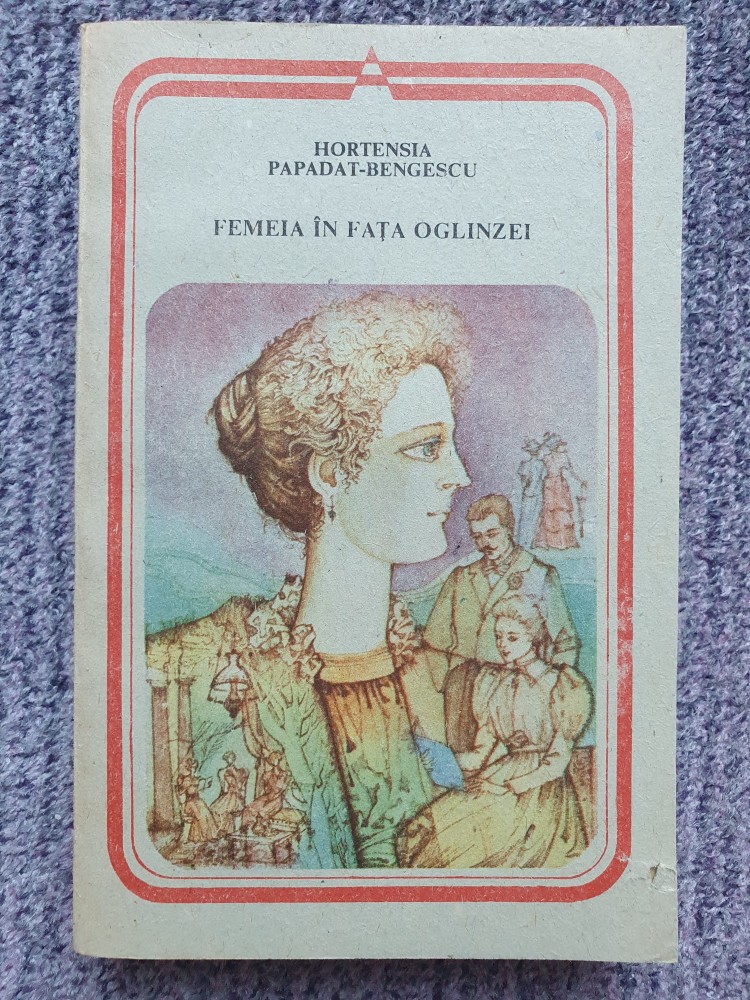 HORTENSIA
PAPADAT-BENGESCU
FEMEIA ÎN FAȚA OGLINZEI